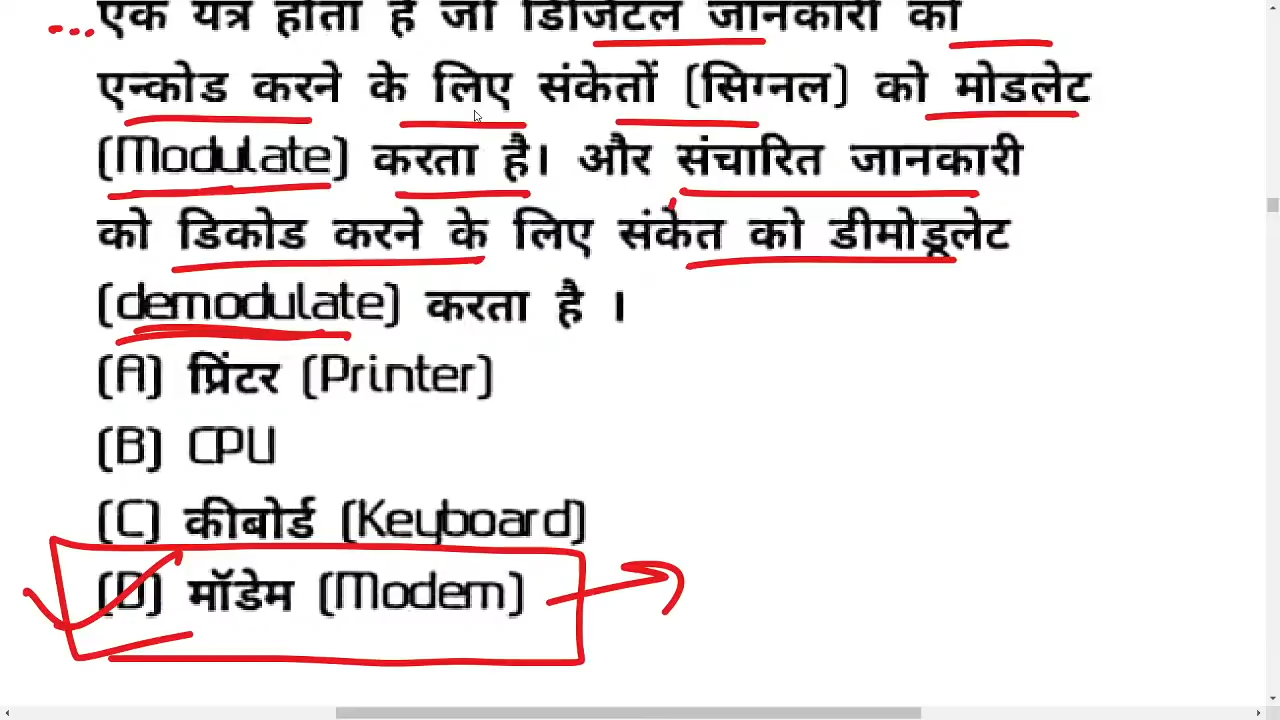 ...एक यंत्र होता है जो डिजिटल जानकारी को
एन्कोड करने के लिए संकेतों (सिग्नल) को मोडलेट
(Modulate) करता है। और संचारित जानकारी
को डिकोड करने के लिए संकेत को डीमोडूलेट
(demodulate) करता है ।
(A) प्रिंटर (Printer)
(B) CPU
(C) कीबोर्ड (Keyboard)
(D) मॉडेम (Modem)